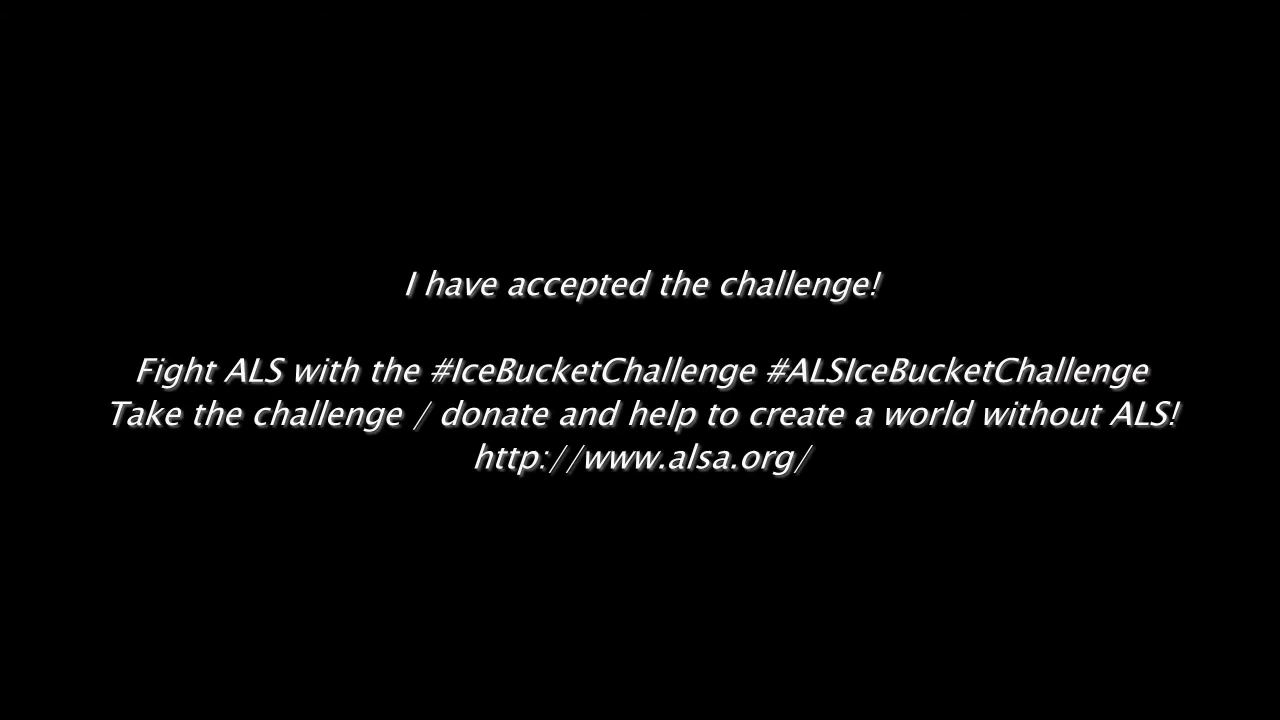 I have accepted the challenge!
Fight ALS with the #IceBucketChallenge #ALSIceBucketChallenge
Take the challenge / donate and help to create a world without ALS!
http://www.alsa.org/